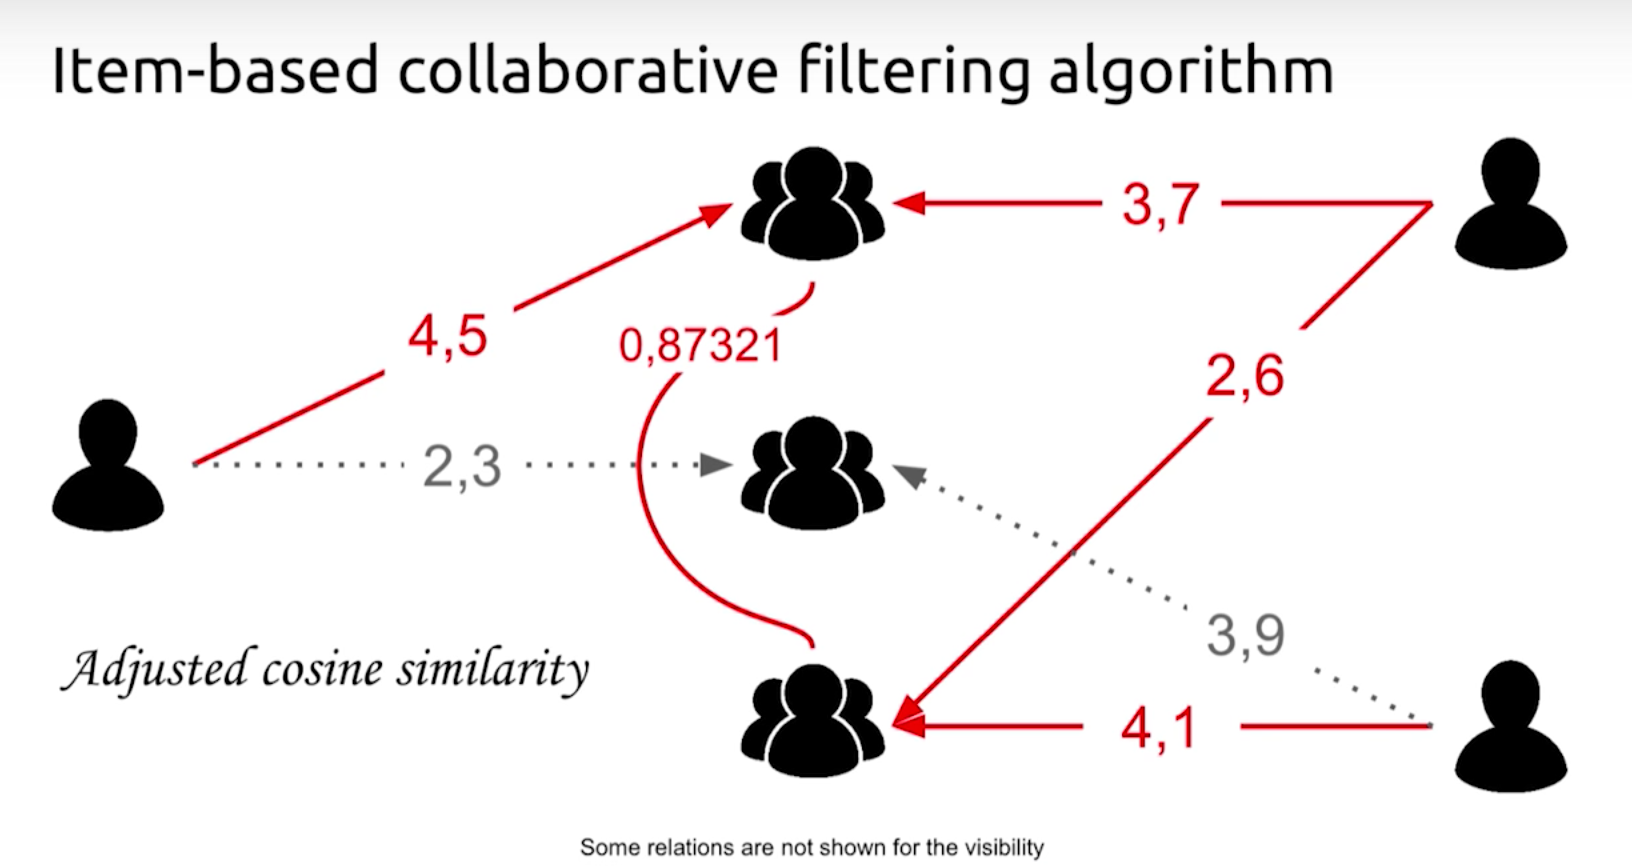 Item-based collaborative filtering algorithm
3,7
4,5
0,87321
2,6
2,3
3,9
Adjusted cosine similarity
4,1
Some relations are not shown for the visibility